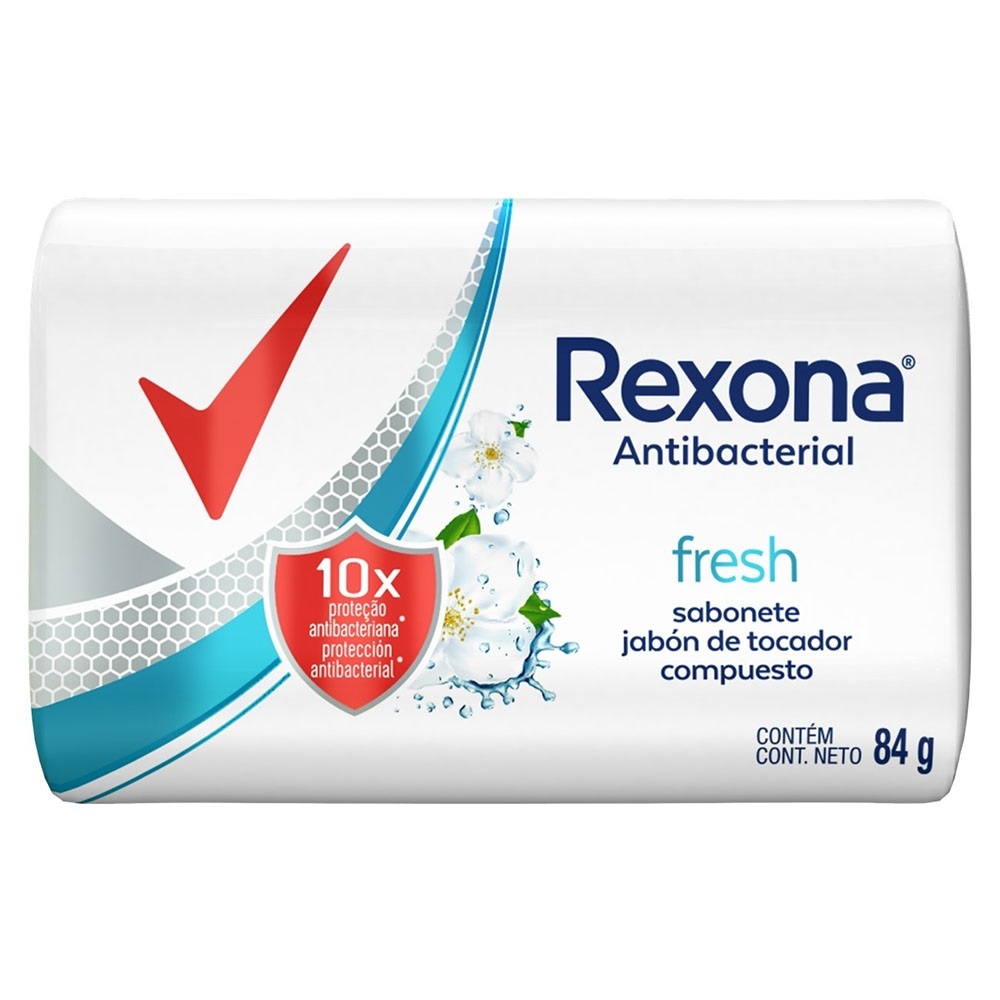 Rexona®
Antibacterial
fresh
sabonete
jabón de tocador
compuesto
10x
proteção
antibacteriana*
protección
antibacterial*
CONTÉM
CONT. NETO 84 g